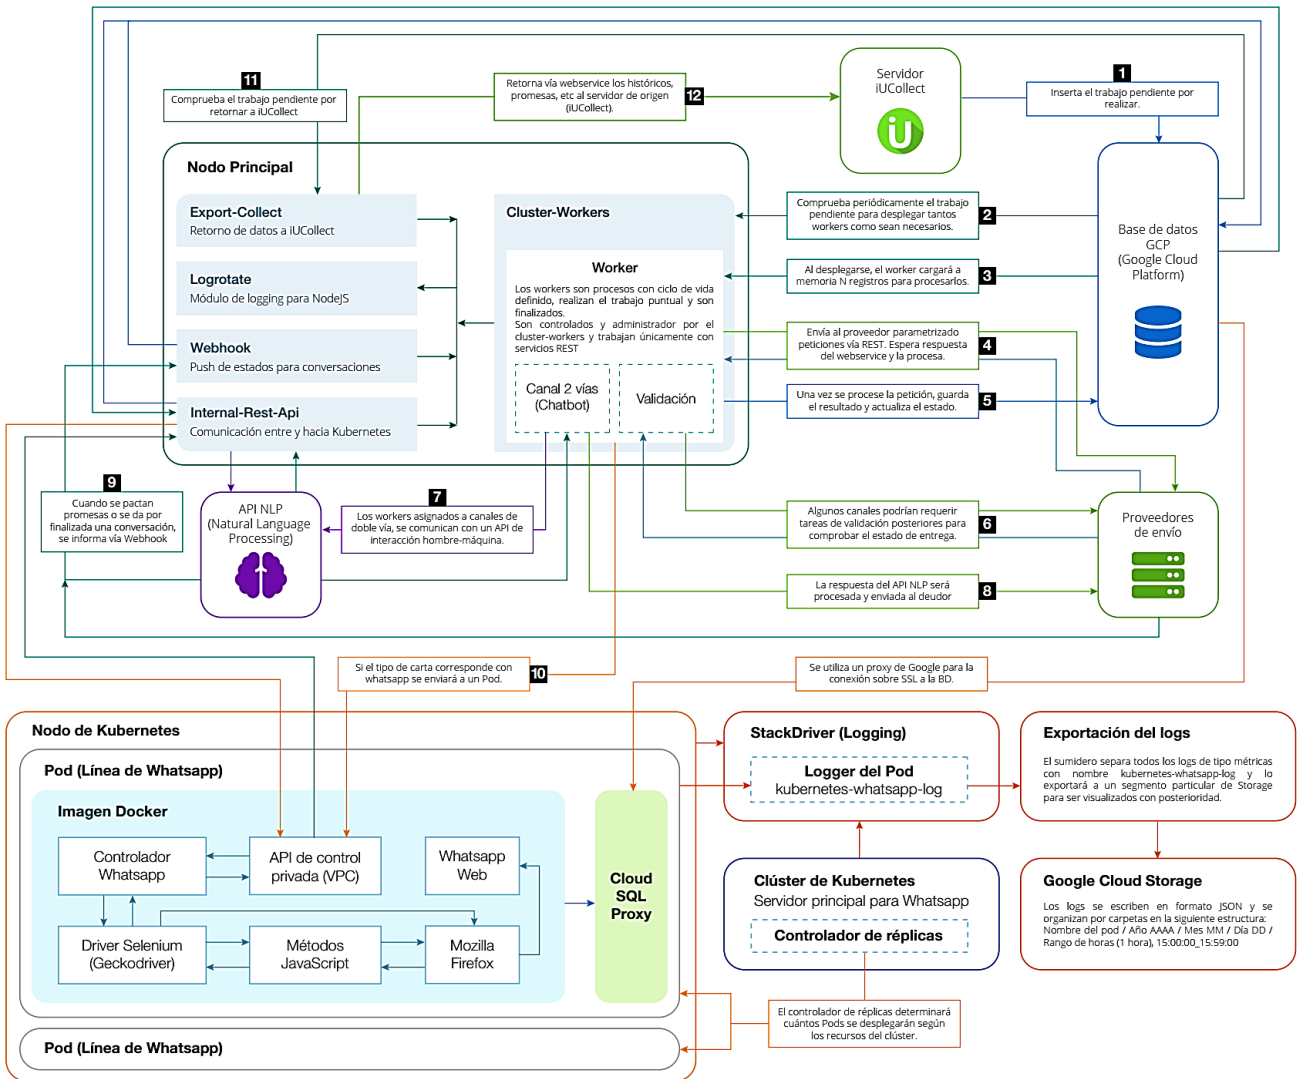 11
Comprueba el trabajo pendiente por
retornar a iUCollect
Retorna vía webservice los históricos,
promesas, etc al servidor de origen
(iUCollect).
12
Servidor
iUCollect
iU
1
Inserta el trabajo pendiente por
realizar.
Nodo Principal
Export-Collect
Retorno de datos a iUCollect
Logrotate
Módulo de logging para NodeJS
Webhook
Push de estados para conversaciones
Internal-Rest-Api
Comunicación entre y hacia Kubernetes
Cluster-Workers
Worker
Los workers son procesos con ciclo de vida
definido, realizan el trabajo puntual y son
finalizados.
Son controlados y administrador por el
cluster-workers y trabajan únicamente con
servicios REST
Canal 2 vías
(Chatbot)
Validación
Comprueba periódicamente el trabajo
pendiente para desplegar tantos
workers como sean necesarios.
2
Al desplegarse, el worker cargará a
memoria N registros para procesarlos.
3
Envía al proveedor parametrizado
peticiones vía REST. Espera respuesta
del webservice y la procesa.
4
Una vez se procese la petición, guarda
el resultado y actualiza el estado.
5
Base de datos
GCP
(Google Cloud
Platform)
9
Cuando se pactan
promesas o se da por
finalizada una conversación,
se informa vía Webhook
API NLP
(Natural Language
Processing)
7
Los workers asignados a canales de
doble vía, se comunican con un API de
interacción hombre-máquina.
Algunos canales podrían requerir
tareas de validación posteriores para
comprobar el estado de entrega.
6
La respuesta del API NLP será
procesada y enviada al deudor
8
Proveedores
de envío
Si el tipo de carta corresponde con
whatsapp se enviará a un Pod.
10
Se utiliza un proxy de Google para la
conexión sobre SSL a la BD.
Nodo de Kubernetes
Pod (Línea de Whatsapp)
Imagen Docker
Controlador
Whatsapp
API de control
privada (VPC)
Whatsapp
Web
Driver Selenium
(Geckodriver)
Métodos
JavaScript
Mozilla
Firefox
Cloud
SQL
Proxy
Pod (Línea de Whatsapp)
StackDriver (Logging)
Logger del Pod
kubernetes-whatsapp-log
Exportación del logs
El sumidero separa todos los logs de tipo métricas
con nombre kubernetes-whatsapp-log y lo
exportará a un segmento particular de Storage
para ser visualizados con posterioridad.
Clúster de Kubernetes
Servidor principal para Whatsapp
Controlador de réplicas
Google Cloud Storage
Los logs se escriben en formato JSON y se
organizan por carpetas en la siguiente estructura:
Nombre del pod / Año AAAA / Mes MM / Día DD /
Rango de horas (1 hora), 15:00:00_15:59:00
El controlador de réplicas determinará
cuántos Pods se desplegarán según
los recursos del clúster.